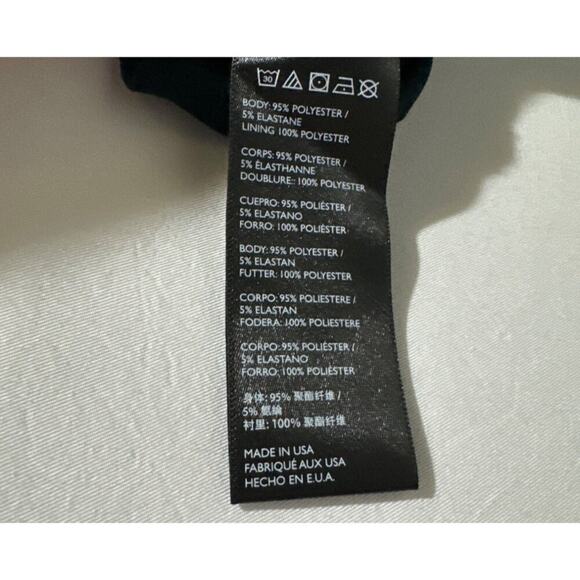 30
BODY: 95% POLYESTER /
5% ELASTANE
LINING 100% POLYESTER
CORPS: 95% POLYESTER /
5% ÉLASTHANNE
DOUBLURE: : 100% POLYESTER
CUEPRO: 95% POLIÉSTER /
5% ELASTANO
FORRO: 100% POLIÉSTER
BODY: 95% POLYESTER /
5% ELASTAN
FUTTER: 100% POLYESTER
CORPO: 95% POLIESTERE /
5% ELASTAN
FODERA: 100% POLIESTERE
CORPO: 95% POLIÉSTER /
5% ELASTANO
FORRO: 100% POLIÉSTER
身体: 95% 聚酯纤维 /
5% 氨纶
衬里: 100% 聚酯纤维
MADE IN USA
FABRIQUÉ AUX USA
HECHO EN E.U.A.